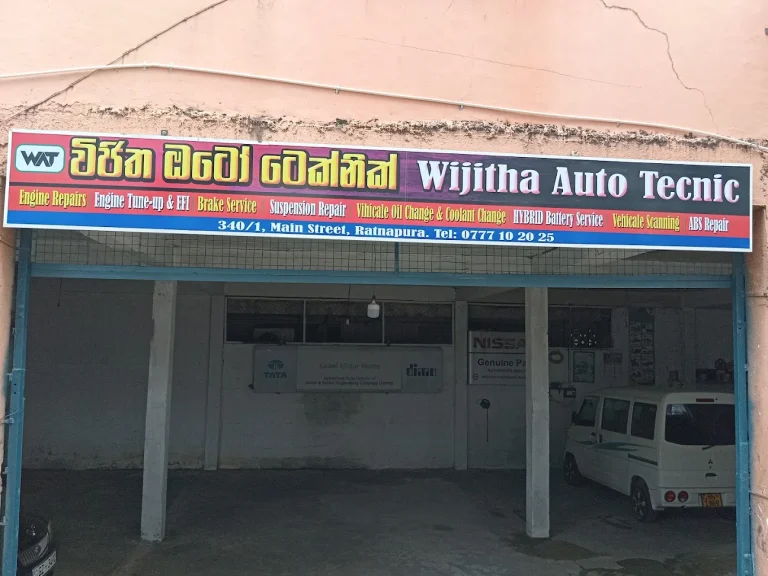 WAT විජිත ඔටෝ ටෙක්නික් Wijitha Auto Tecnic
Engine Repairs Engine Tune-up & EFI Brake Service Suspension Repair Vihicale Oil Change & Coolant Change HYBRID Battery Service Vehicale Scanning ABS Repair
340/1, Main Street, Ratnapura. Tel: 0777 10 20 25
NISSAN
Genuine
TATA